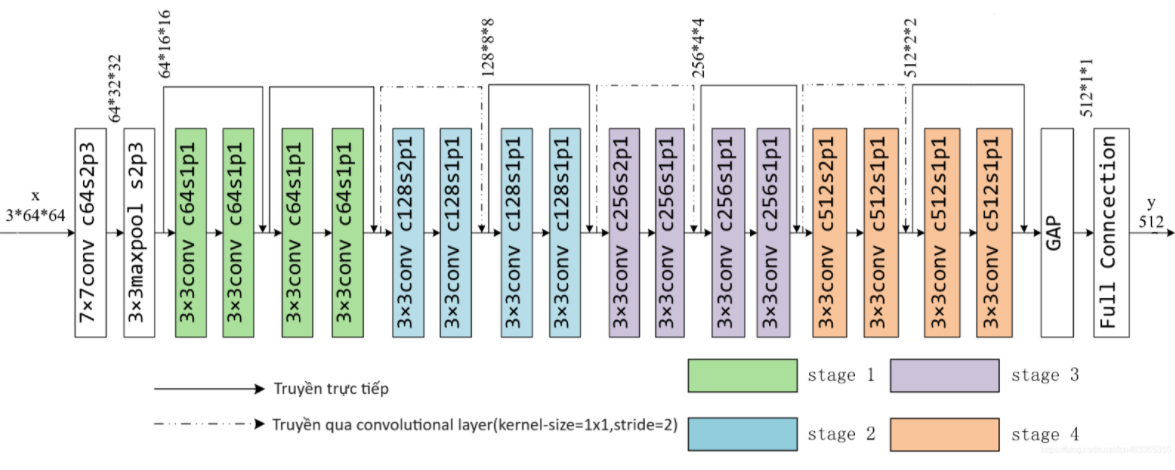 64*32*32
64*16*16
128*8*8
256*4*4
512*2*2
512*1*1
x
3*64*64
7×7conv c64s2p3
3×3maxpool s2p3
3×3conv c64s1p1
3×3conv c64s1p1
3×3conv c64s1p1
3×3conv c64s1p1
3×3conv c128s2p1
3×3conv c128s1p1
3×3conv c128s1p1
3×3conv c128s1p1
3×3conv c256s2p1
3×3conv c256s1p1
3×3conv c256s1p1
3×3conv c256s1p1
3×3conv c512s2p1
3×3conv c512s1p1
3×3conv c512s1p1
3×3conv c512s1p1
GAP
Full Conncection
y
512
Truyền trực tiếp
Truyền qua convolutional layer(kernel-size=1x1,stride=2)
stage 1
stage 3
stage 2
stage 4